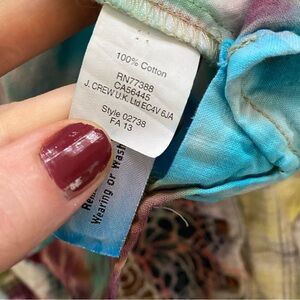 100% Cotton
RN77388
CA56445
J. CREW U.K. Ltd EC4V 6JA
Style 02738
FA 13
Wearing or wash